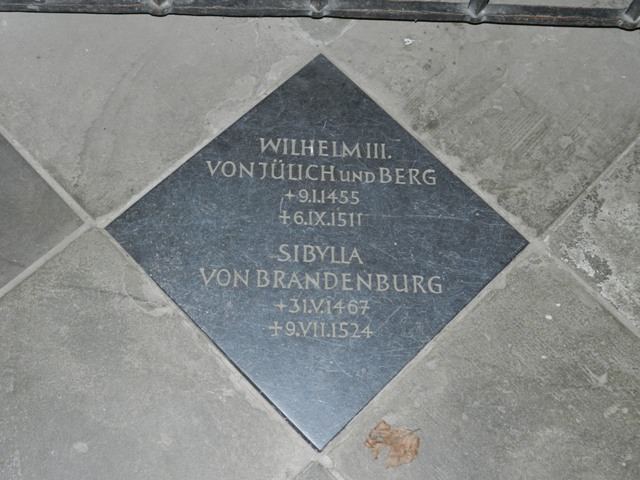 WILHELM III.
VON JÜLICH UND BERG
+9.I.1455
+6.IX.1511
SIBYLLA
VON BRANDENBURG
+31.V.1467
+9.VII.1524